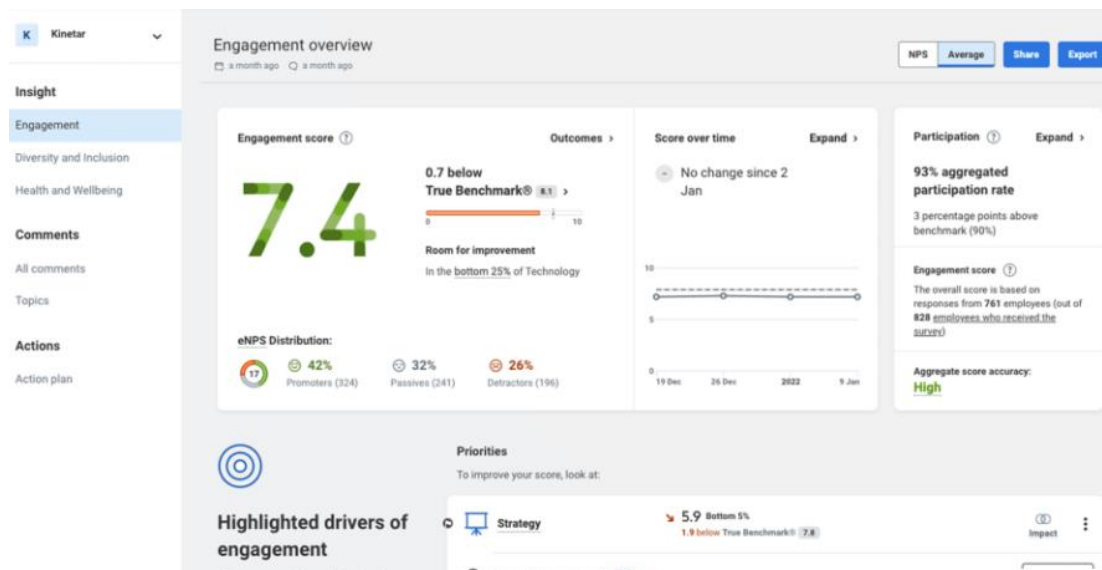 K Kinetar
Insight
Engagement
Diversity and Inclusion
Health and Wellbeing
Comments
All comments
Topics
Actions
Action plan
Engagement overview
a month ago a month ago
NPS Average Share Export
Engagement score ? Outcomes >
7.4
0.7 below
True Benchmark® 8.1 >
0 10
Room for improvement
In the bottom 25% of Technology
eNPS Distribution:
17
42%
Promoters (324)
32%
Passives (241)
26%
Detractors (196)
Score over time Expand >
No change since 2
Jan
10
5
0
19 Dec 26 Dec 2022 9 Jan
Participation ? Expand >
93% aggregated
participation rate
3 percentage points above
benchmark (90%)
Engagement score ?
The overall score is based on
responses from 761 employees (out of
828 employees who received the
survey)
Aggregate score accuracy:
High
Highlighted drivers of
engagement
Priorities
To improve your score, look at:
Strategy
5.9 Bottom 5%
1.9 below True Benchmark® 7.8
Impact